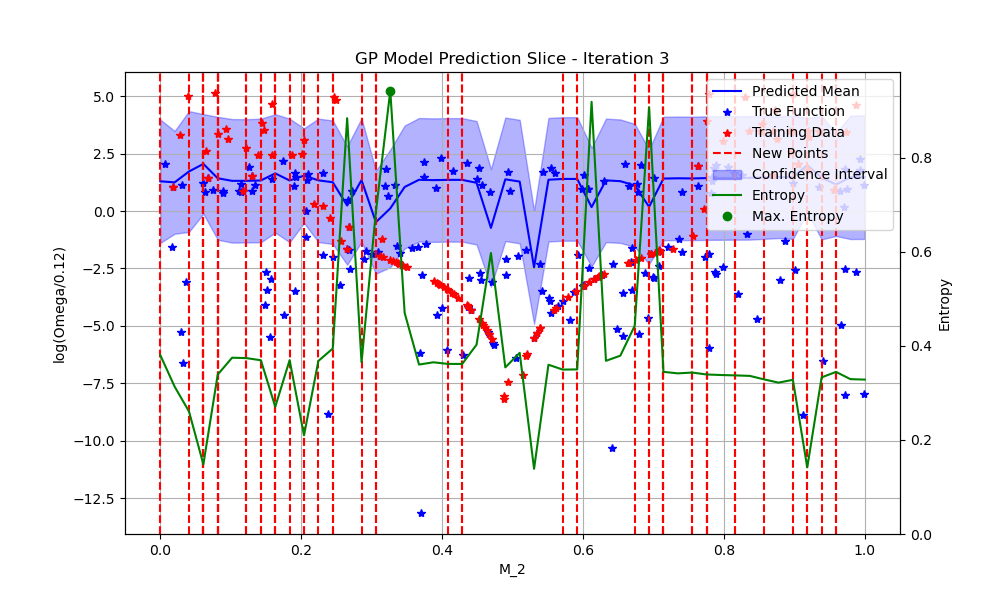 GP Model Prediction Slice - Iteration 3
5.0
2.5
0.0
−2.5
−5.0
−7.5
−10.0
−12.5
log(Omega/0.12)
0.0
0.2
0.4
0.6
0.8
1.0
M_2
0.8
0.6
0.4
0.2
0.0
Entropy
Predicted Mean
True Function
Training Data
New Points
Confidence Interval
Entropy
Max. Entropy